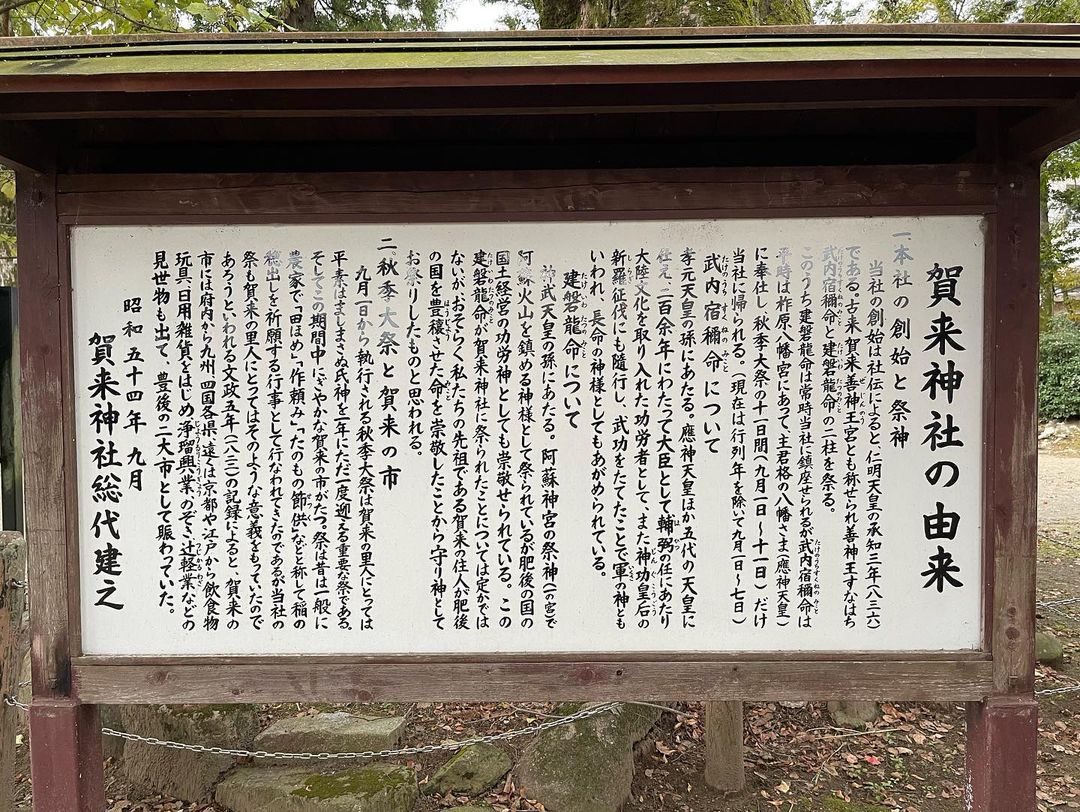 賀来神社の由来
一、本社の創始と祭神
当社の創始は社伝によると、仁明天皇の承和三年(八三六)
である。古来、賀来善神王宮とも称せられ善神王すなはち
武内宿禰命と建磐龍命の二柱を祭る。
このうち建磐龍命は常時当社に鎮座せられるが武内宿禰命は
平時は柞原八幡宮にあって、主君格の八幡さま(應神天皇)
に奉仕し、秋季大祭の十一日間(九月一日～十一日)だけ
当社に帰られる。(現在は行列年を除いて九月一日～七日)
武内宿禰命について
孝元天皇の孫にあたる。應神天皇ほか五代の天皇に
仕え、二百余年にわたって大臣として輔弼の任にあたり
大陸文化を取り入れた功労者として、また神功皇后の
新羅征伐にも随行し、武功をたてたことで軍の神とも
いわれ、長命の神様としてもあがめられている。
建磐龍命について
神武天皇の孫にあたる。阿蘇神宮の祭神(一の宮)で
阿蘇火山を鎮める神様として祭られているが肥後の国の
国土経営の功労神としても崇敬せられている。この
建磐龍命が賀来神社に祭られたことについては定かでは
ないが、おそらく私たちの先祖である賀来の住人が肥後
の国を豊穣させた命を崇敬したことから守り神として
お祭りしたものと思われる。
二、秋季大祭と賀来の市
九月一日から執行される秋季大祭は賀来の里人にとっては
平素はましまさぬ氏神を一年にただ一度迎える重要な祭である。
そしてこの期間中にぎやかな賀来の市がたつ。祭は昔は一般に
農家で「田ほめ」「作頼み」「たのもの節供」などと称して稲の
穂出しを祈願する行事として行なわれてきたのであるが当社の
祭も賀来の里人にとってはそのような意義をもっていたので
あろうといわれる文政五年(八二三)の記録によると、賀来の
市には府内から九州、四国各県、遠くは京都や江戸から飲食物
玩具、日用雑貨をはじめ浄瑠璃興業のぞき、辻軽業などの
見世物も出て、豊後の二大市として賑わっていた。
昭和五十四年 九月
賀来神社総代建之